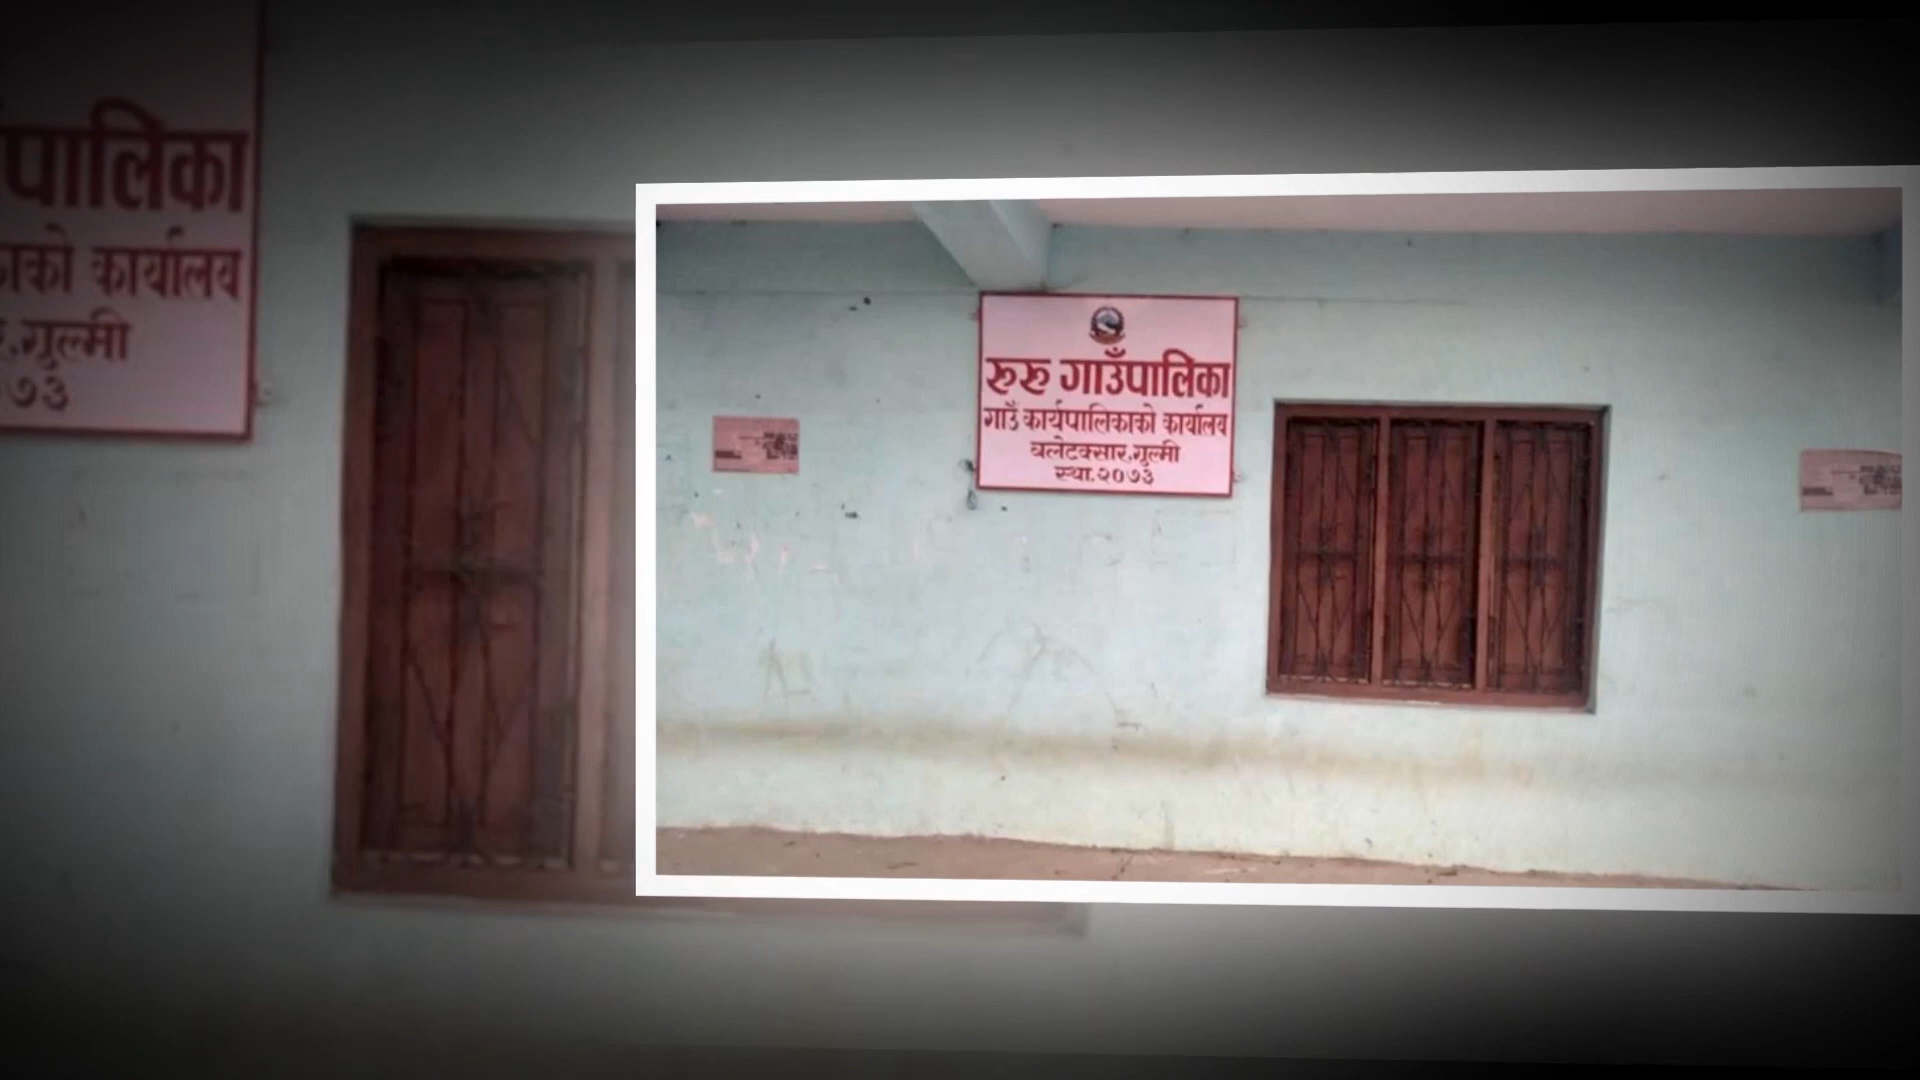 पालिका
ाको कार्यालय
र,गुल्मी
७३
रुरु गाउँपालिका
गाउँ कार्यपालिकाको कार्यालय
बलेटक्सार,गुल्मी
स्था.२०७३